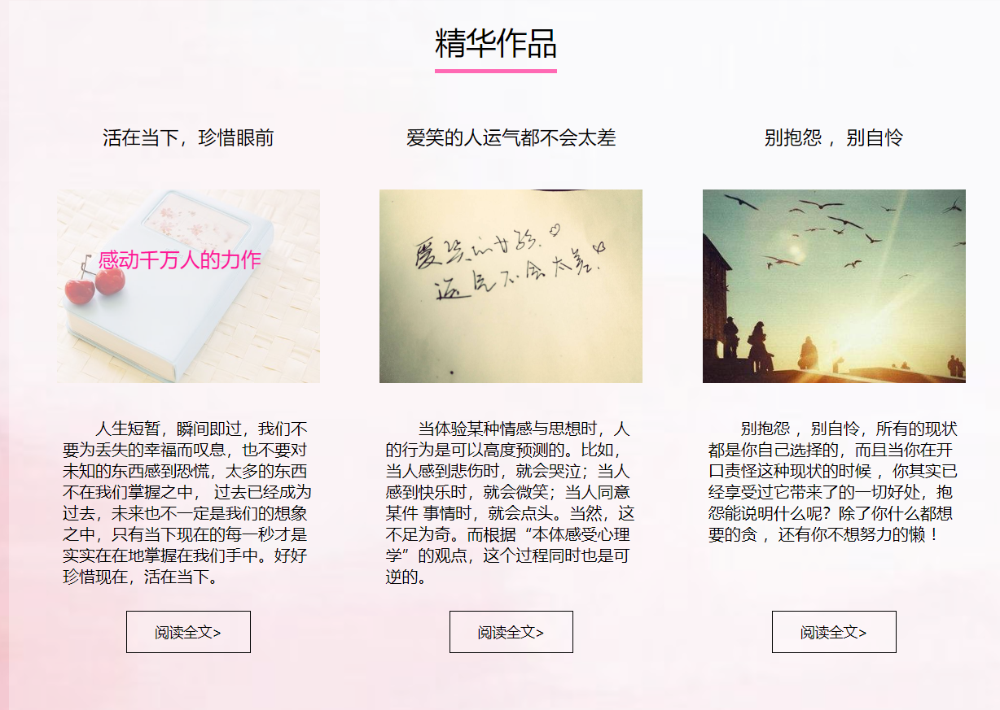 精华作品
活在当下，珍惜眼前
感动千万人的力作
人生短暂，瞬间即过，我们不
要为丢失的幸福而叹息，也不要对
未知的东西感到恐慌，太多的东西
不在我们掌握之中， 过去已经成为
过去，未来也不一定是我们的想象
之中，只有当下现在的每一秒才是
实实在在地掌握在我们手中。好好
珍惜现在，活在当下。
阅读全文>
爱笑的人运气都不会太差
爱笑的女孩.♡
运气不会太差.♡
当体验某种情感与思想时，人
的行为是可以高度预测的。比如，
当人感到悲伤时，就会哭泣；当人
感到快乐时，就会微笑；当人同意
某件 事情时，就会点头。当然，这
不足为奇。而根据“本体感受心理
学”的观点，这个过程同时也是可
逆的。
阅读全文>
别抱怨 ，别自怜
别抱怨 ，别自怜，所有的现状
都是你自己选择的，而且当你在开
口责怪这种现状的时候 ，你其实已
经享受过它带来了的一切好处，抱
怨能说明什么呢？除了你什么都想
要的贪 ，还有你不想努力的懒 ！
阅读全文>